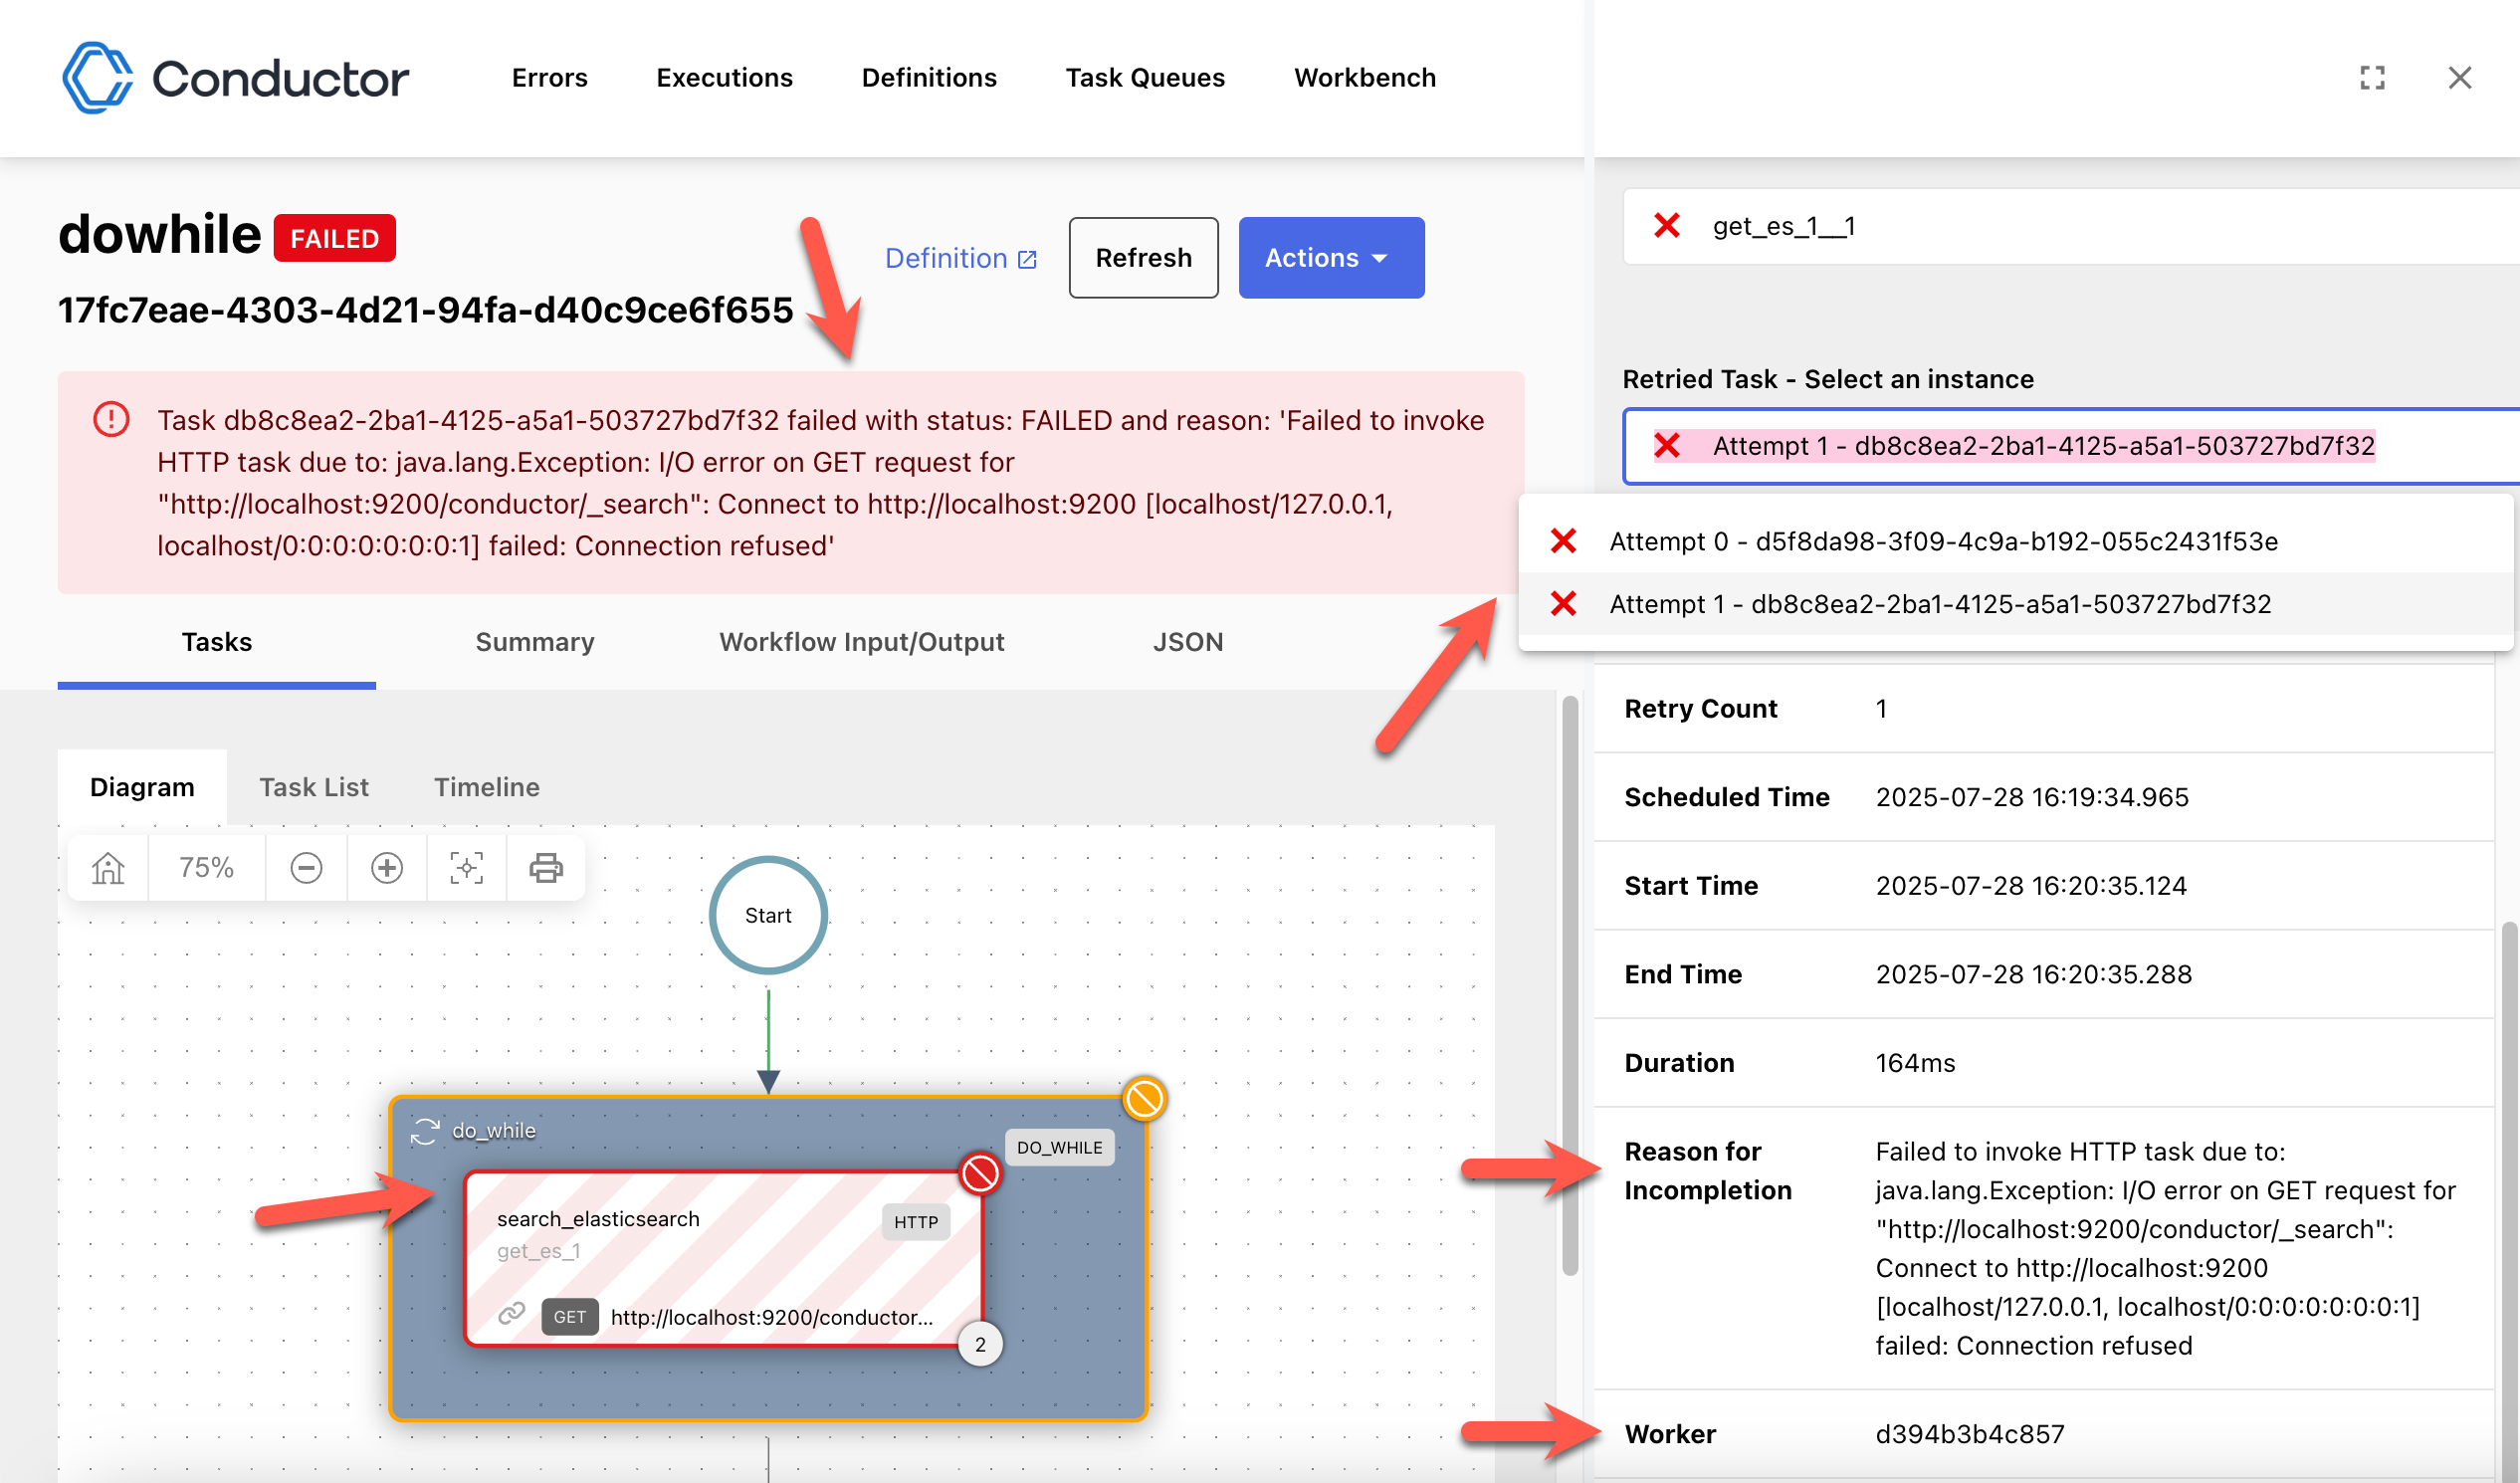 Conductor
Errors
Executions
Definitions
Task Queues
Workbench
dowhile
FAILED
17fc7eae-4303-4d21-94fa-d40c9ce6f655
Definition
Refresh
Actions
Task db8c8ea2-2ba1-4125-a5a1-503727bd7f32 failed with status: FAILED and reason: 'Failed to invoke
HTTP task due to: java.lang.Exception: I/O error on GET request for
"http://localhost:9200/conductor/_search": Connect to http://localhost:9200 [localhost/127.0.0.1,
localhost/0:0:0:0:0:0:0:1] failed: Connection refused'
Tasks
Summary
Workflow Input/Output
JSON
Diagram
Task List
Timeline
75%
Start
do_while
DO_WHILE
search_elasticsearch
HTTP
get_es_1
GET
http://localhost:9200/conductor...
2
get_es_1__1
Retried Task - Select an instance
Attempt 1 - db8c8ea2-2ba1-4125-a5a1-503727bd7f32
Attempt 0 - d5f8da98-3f09-4c9a-b192-055c2431f53e
Attempt 1 - db8c8ea2-2ba1-4125-a5a1-503727bd7f32
Retry Count
1
Scheduled Time
2025-07-28 16:19:34.965
Start Time
2025-07-28 16:20:35.124
End Time
2025-07-28 16:20:35.288
Duration
164ms
Reason for
Incompletion
Failed to invoke HTTP task due to:
java.lang.Exception: I/O error on GET request for
"http://localhost:9200/conductor/_search":
Connect to http://localhost:9200
[localhost/127.0.0.1, localhost/0:0:0:0:0:0:0:1]
failed: Connection refused
Worker
d394b3b4c857